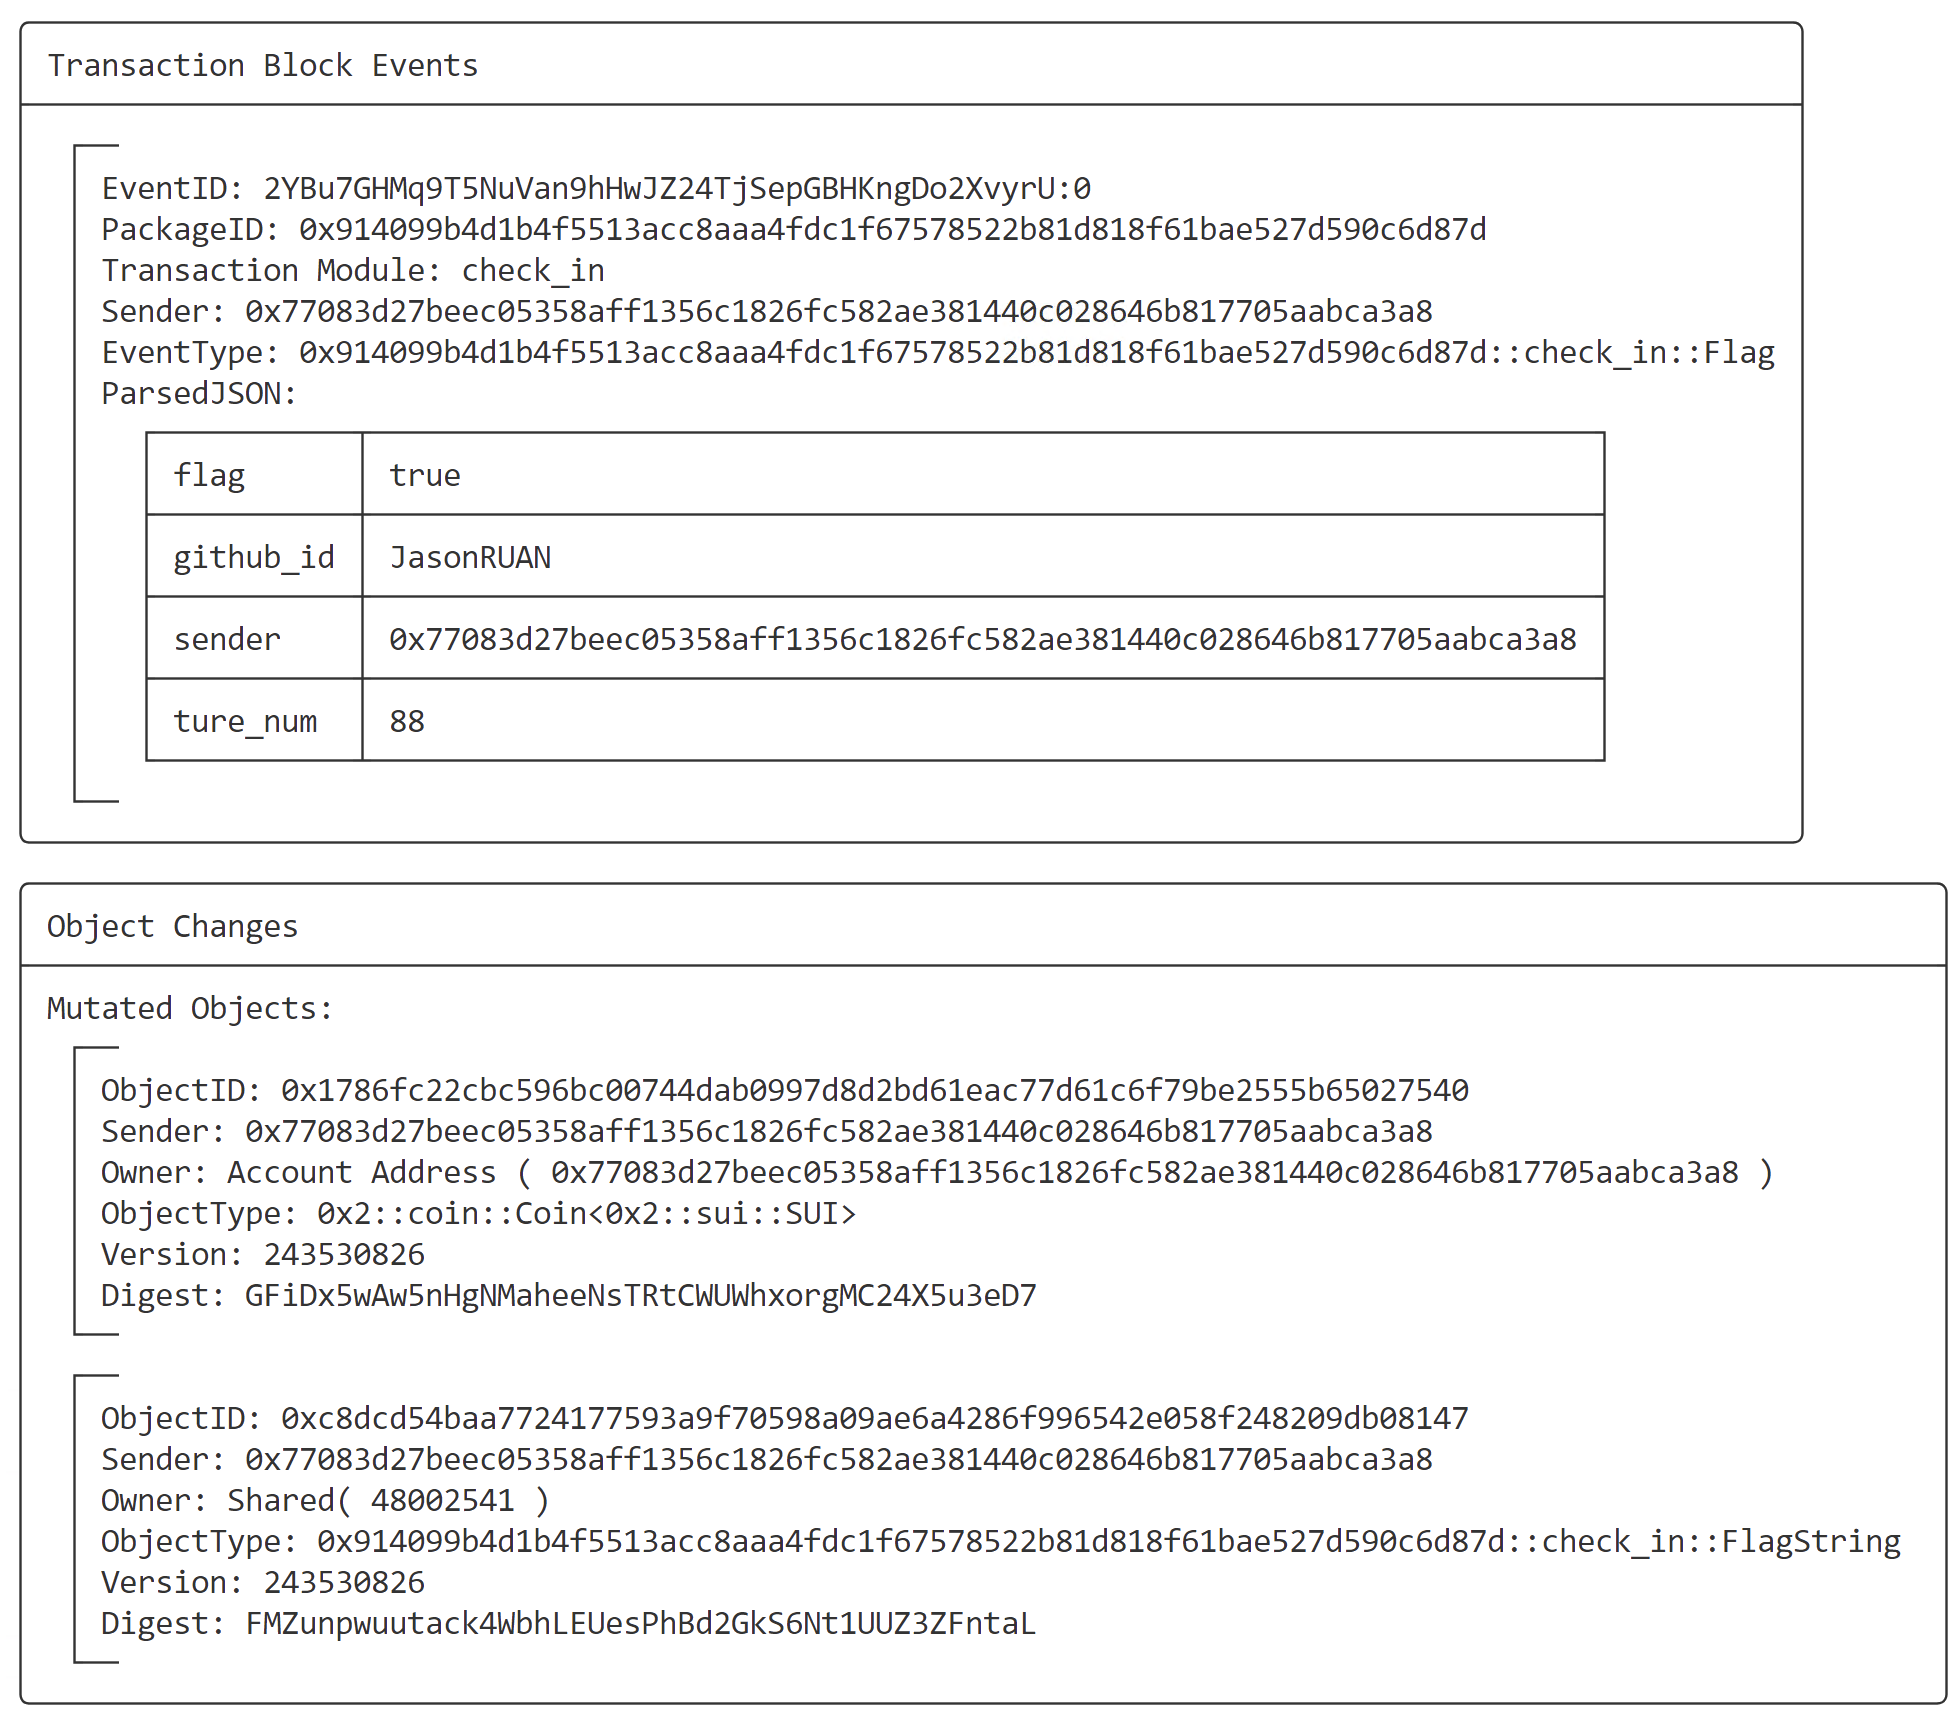 Transaction Block Events
EventID: 2YBu7GHMq9T5NuVan9hHwJZ24TjSepGBHKngDo2XvyrU:0
PackageID: 0x914099b4d1b4f5513acc8aaa4fdc1f67578522b81d818f61bae527d590c6d87d
Transaction Module: check_in
Sender: 0x77083d27beec05358aff1356c1826fc582ae381440c028646b817705aabca3a8
EventType: 0x914099b4d1b4f5513acc8aaa4fdc1f67578522b81d818f61bae527d590c6d87d::check_in::Flag
ParsedJSON:
flag true
github_id JasonRUAN
sender 0x77083d27beec05358aff1356c1826fc582ae381440c028646b817705aabca3a8
ture_num 88
Object Changes
Mutated Objects:
ObjectID: 0x1786fc22cbc596bc00744dab0997d8d2bd61eac77d61c6f79be2555b65027540
Sender: 0x77083d27beec05358aff1356c1826fc582ae381440c028646b817705aabca3a8
Owner: Account Address ( 0x77083d27beec05358aff1356c1826fc582ae381440c028646b817705aabca3a8 )
ObjectType: 0x2::coin::Coin<0x2::sui::SUI>
Version: 243530826
Digest: GFiDx5wAw5nHgNMaheeNsTRtCWUWhxorgMC24X5u3eD7
ObjectID: 0xc8dcd54baa7724177593a9f70598a09ae6a4286f996542e058f248209db08147
Sender: 0x77083d27beec05358aff1356c1826fc582ae381440c028646b817705aabca3a8
Owner: Shared( 48002541 )
ObjectType: 0x914099b4d1b4f5513acc8aaa4fdc1f67578522b81d818f61bae527d590c6d87d::check_in::FlagString
Version: 243530826
Digest: FMZunpwuutack4WbhLEUesPhBd2GkS6Nt1UUZ3ZFntaL